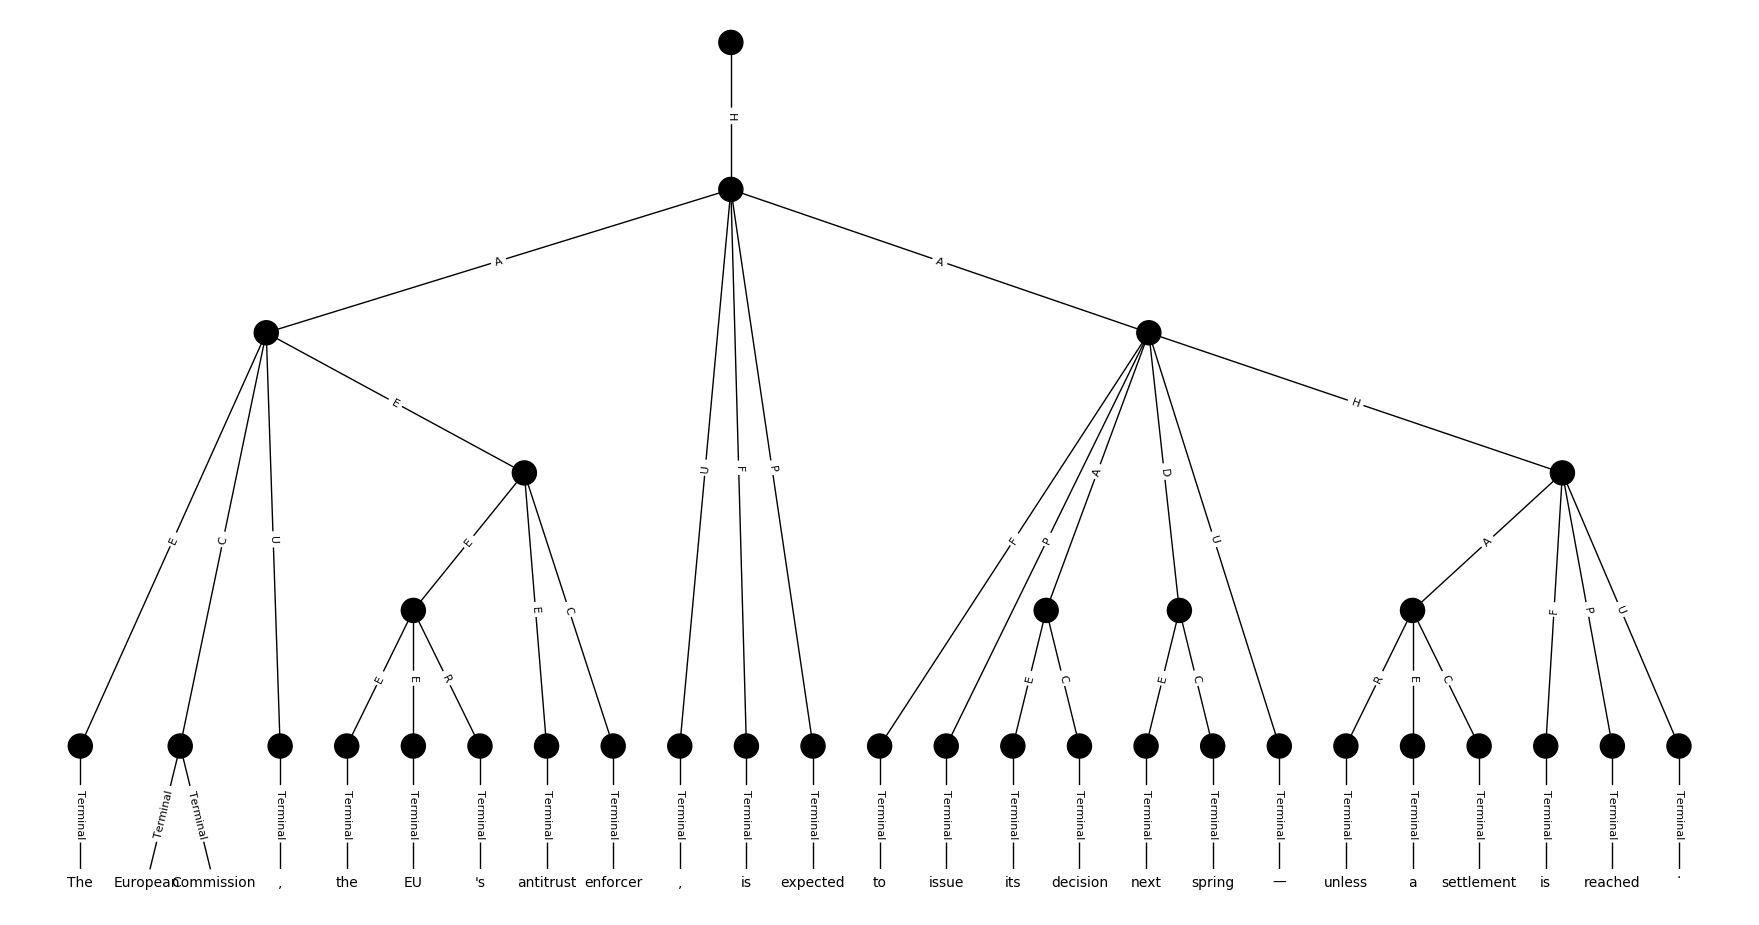 H
A A
E H
E C U E U F P F P A D U A F P U
E E R E C E C E C R E C
Terminal Terminal Terminal Terminal Terminal Terminal Terminal Terminal Terminal Terminal Terminal Terminal Terminal Terminal Terminal Terminal Terminal Terminal Terminal Terminal Terminal Terminal Terminal Terminal Terminal Terminal
The European Commission , the EU 's antitrust enforcer , is expected to issue its decision next spring — unless a settlement is reached .